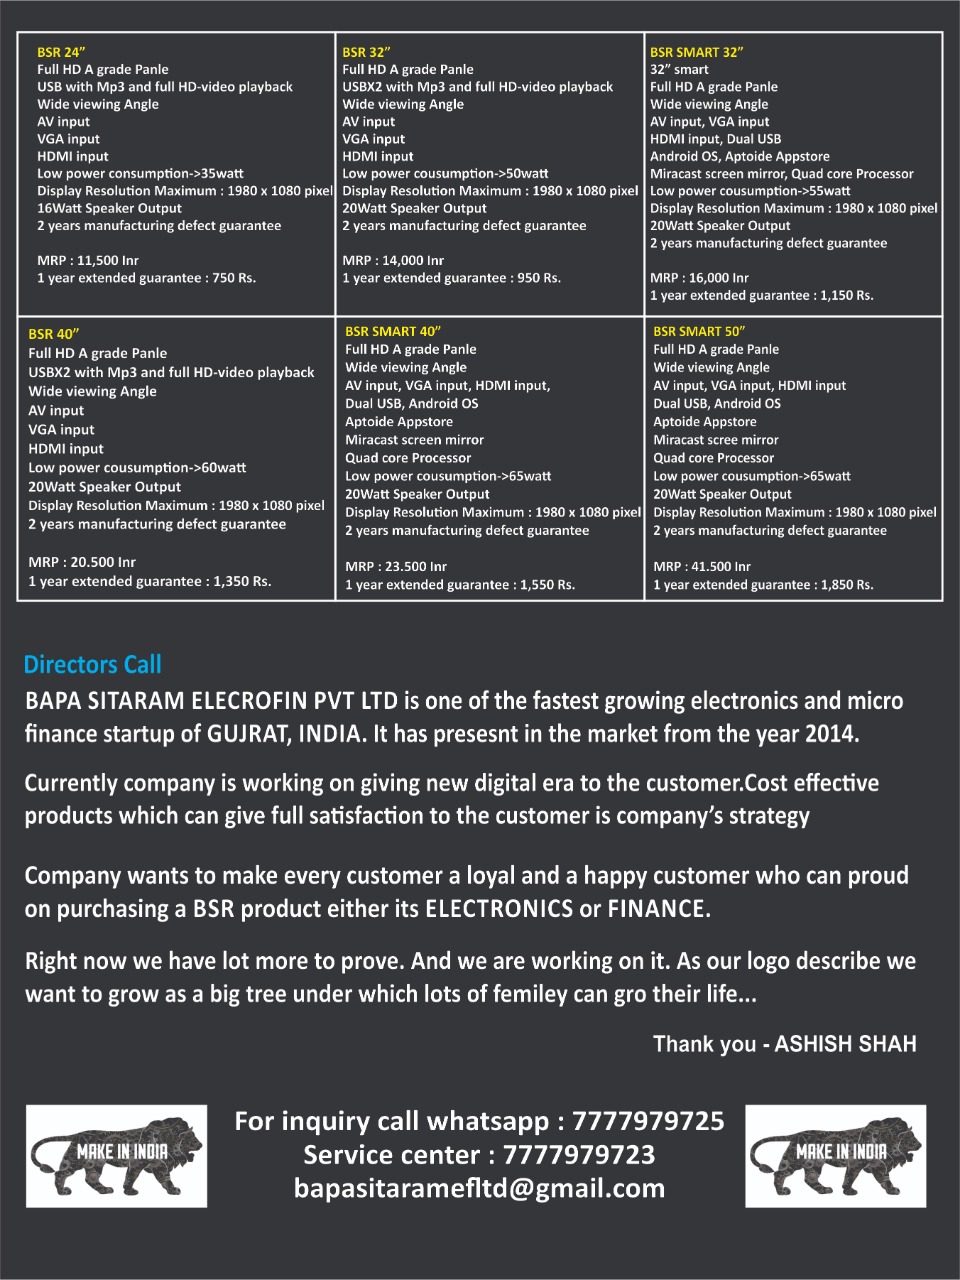 BSR 24”
Full HD A grade Panle
USB with Mp3 and full HD-video playback
Wide viewing Angle
AV input
VGA input
HDMI input
Low power consumption->35watt
Display Resolution Maximum : 1980 x 1080 pixel
16Watt Speaker Output
2 years manufacturing defect guarantee
MRP : 11,500 Inr
1 year extended guarantee : 750 Rs.
BSR 32”
Full HD A grade Panle
USBX2 with Mp3 and full HD-video playback
Wide viewing Angle
AV input
VGA input
HDMI input
Low power cousumption->50watt
Display Resolution Maximum : 1980 x 1080 pixel
20Watt Speaker Output
2 years manufacturing defect guarantee
MRP : 14,000 Inr
1 year extended guarantee : 950 Rs.
BSR SMART 32”
32” smart
Full HD A grade Panle
Wide viewing Angle
AV input, VGA input
HDMI input, Dual USB
Android OS, Aptoide Appstore
Miracast screen mirror, Quad core Processor
Low power cousumption->55watt
Display Resolution Maximum : 1980 x 1080 pixel
20Watt Speaker Output
2 years manufacturing defect guarantee
MRP : 16,000 Inr
1 year extended guarantee : 1,150 Rs.
BSR 40”
Full HD A grade Panle
USBX2 with Mp3 and full HD-video playback
Wide viewing Angle
AV input
VGA input
HDMI input
Low power cousumption->60watt
20Watt Speaker Output
Display Resolution Maximum : 1980 x 1080 pixel
2 years manufacturing defect guarantee
MRP : 20.500 Inr
1 year extended guarantee : 1,350 Rs.
BSR SMART 40”
Full HD A grade Panle
Wide viewing Angle
AV input, VGA input, HDMI input,
Dual USB, Android OS
Aptoide Appstore
Miracast screen mirror
Quad core Processor
Low power cousumption->65watt
20Watt Speaker Output
Display Resolution Maximum : 1980 x 1080 pixel
2 years manufacturing defect guarantee
MRP : 23.500 Inr
1 year extended guarantee : 1,550 Rs.
BSR SMART 50”
Full HD A grade Panle
Wide viewing Angle
AV input, VGA input, HDMI input
Dual USB, Android OS
Aptoide Appstore
Miracast scree mirror
Quad core Processor
Low power cousumption->65watt
20Watt Speaker Output
Display Resolution Maximum : 1980 x 1080 pixel
2 years manufacturing defect guarantee
MRP : 41.500 Inr
1 year extended guarantee : 1,850 Rs.
Directors Call
BAPA SITARAM ELECROFIN PVT LTD is one of the fastest growing electronics and micro
finance startup of GUJRAT, INDIA. It has presesnt in the market from the year 2014.
Currently company is working on giving new digital era to the customer.Cost effective
products which can give full satisfaction to the customer is company’s strategy
Company wants to make every customer a loyal and a happy customer who can proud
on purchasing a BSR product either its ELECTRONICS or FINANCE.
Right now we have lot more to prove. And we are working on it. As our logo describe we
want to grow as a big tree under which lots of femiley can gro their life...
Thank you - ASHISH SHAH
MAKE IN INDIA
For inquiry call whatsapp : 7777979725
Service center : 7777979723
bapasitaramefltd@gmail.com
MAKE IN INDIA